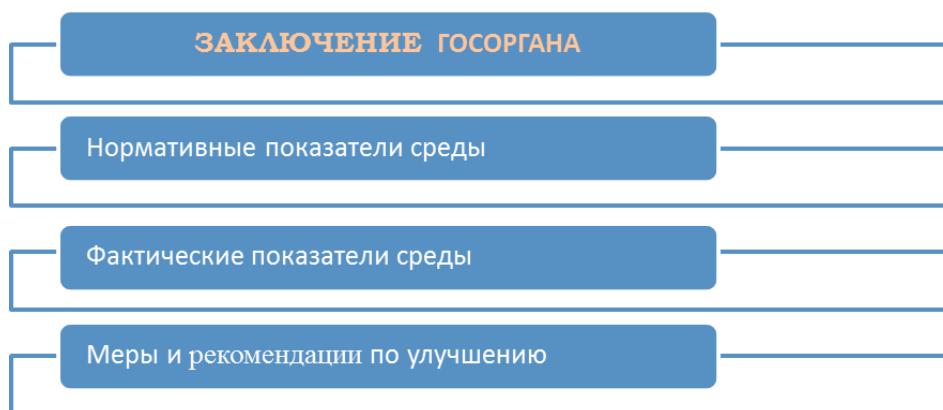 ЗАКЛЮЧЕНИЕ ГОСОРГАНА
Нормативные показатели среды
Фактические показатели среды
Меры и рекомендации по улучшению